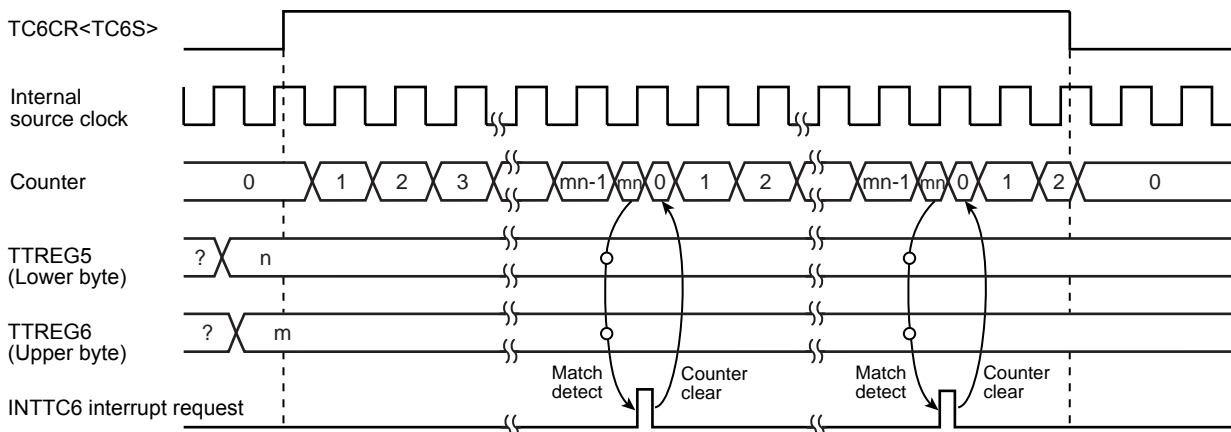 TC6CR<TC6S>
Internal
source clock
Counter
0 1 2 3 mn-1 mn 0 1 2 mn-1 mn 0 1 2 0
TTREG5
(Lower byte)
? n
TTREG6
(Upper byte)
? m
Match
detect
Counter
clear
Match
detect
Counter
clear
INTTC6 interrupt request